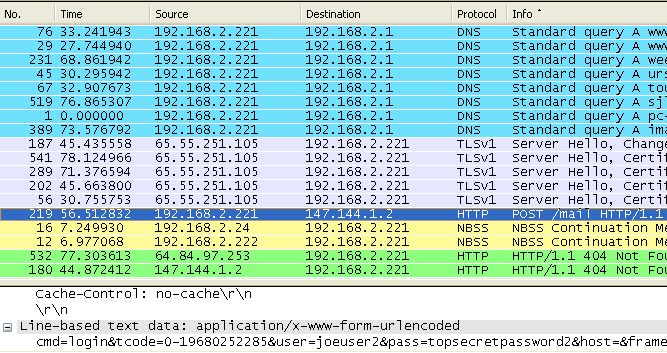 No. Time Source Destination Protocol Info
76 33.241943 192.168.2.221 192.168.2.1 DNS Standard query A www
29 27.744940 192.168.2.221 192.168.2.1 DNS Standard query A www
231 68.861942 192.168.2.221 192.168.2.1 DNS Standard query A wee
45 30.295942 192.168.2.221 192.168.2.1 DNS Standard query A urs
67 32.907673 192.168.2.221 192.168.2.1 DNS Standard query A tou
519 76.865307 192.168.2.221 192.168.2.1 DNS Standard query A sjl
1 0.000000 192.168.2.221 192.168.2.1 DNS Standard query A pc-
389 73.576792 192.168.2.221 192.168.2.1 DNS Standard query A ima
187 45.435558 65.55.251.105 192.168.2.221 TLSv1 Server Hello, Change
541 78.124966 65.55.251.105 192.168.2.221 TLSv1 Server Hello, Certif
289 71.376594 65.55.251.105 192.168.2.221 TLSv1 Server Hello, Certif
202 45.663800 65.55.251.105 192.168.2.221 TLSv1 Server Hello, Certif
56 30.755753 65.55.251.105 192.168.2.221 TLSv1 Server Hello, Certif
219 56.512832 192.168.2.221 147.144.1.2 HTTP POST /mail HTTP/1.1
16 7.249930 192.168.2.24 192.168.2.221 NBSS NBSS Continuation Me
12 6.977068 192.168.2.222 192.168.2.221 NBSS NBSS Continuation Me
532 77.303613 64.84.97.253 192.168.2.221 HTTP HTTP/1.1 404 Not Fou
180 44.872412 147.144.1.2 192.168.2.221 HTTP HTTP/1.1 404 Not Fou
Cache-Control: no-cache\r\n
\r\n
Line-based text data: application/x-www-form-urlencoded
cmd=login&tcode=0-19680252285&user=joeuser2&pass=topsecretpassword2&host=&frame